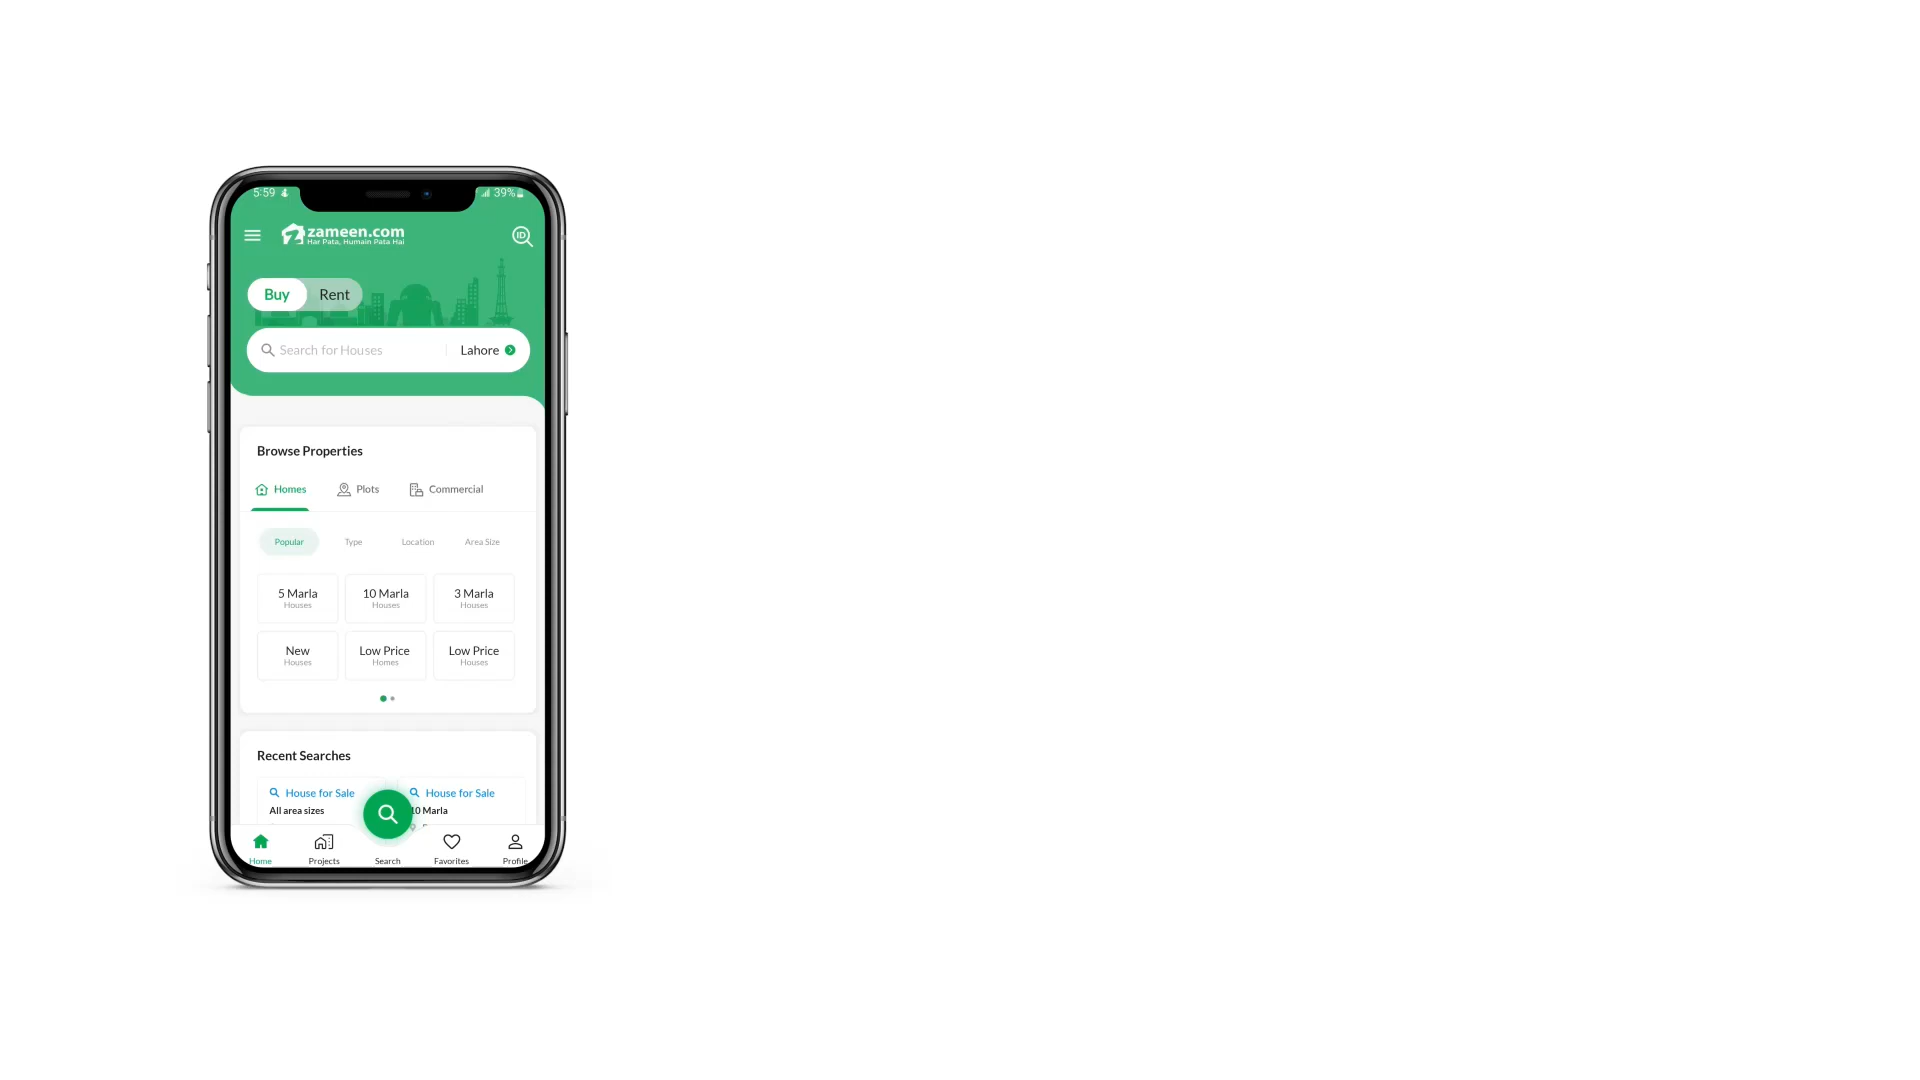 5:59
39%
zameen.com
Har Pata, Humain Pata Hai
ID
Buy Rent
Search for Houses Lahore
Browse Properties
Homes Plots Commercial
Popular Type Location Area Size
5 Marla 10 Marla 3 Marla
Houses Houses Houses
New Low Price Low Price
Houses Homes Houses
Recent Searches
House for Sale House for Sale
All area sizes 10 Marla
Home Projects Search Favorites Profile